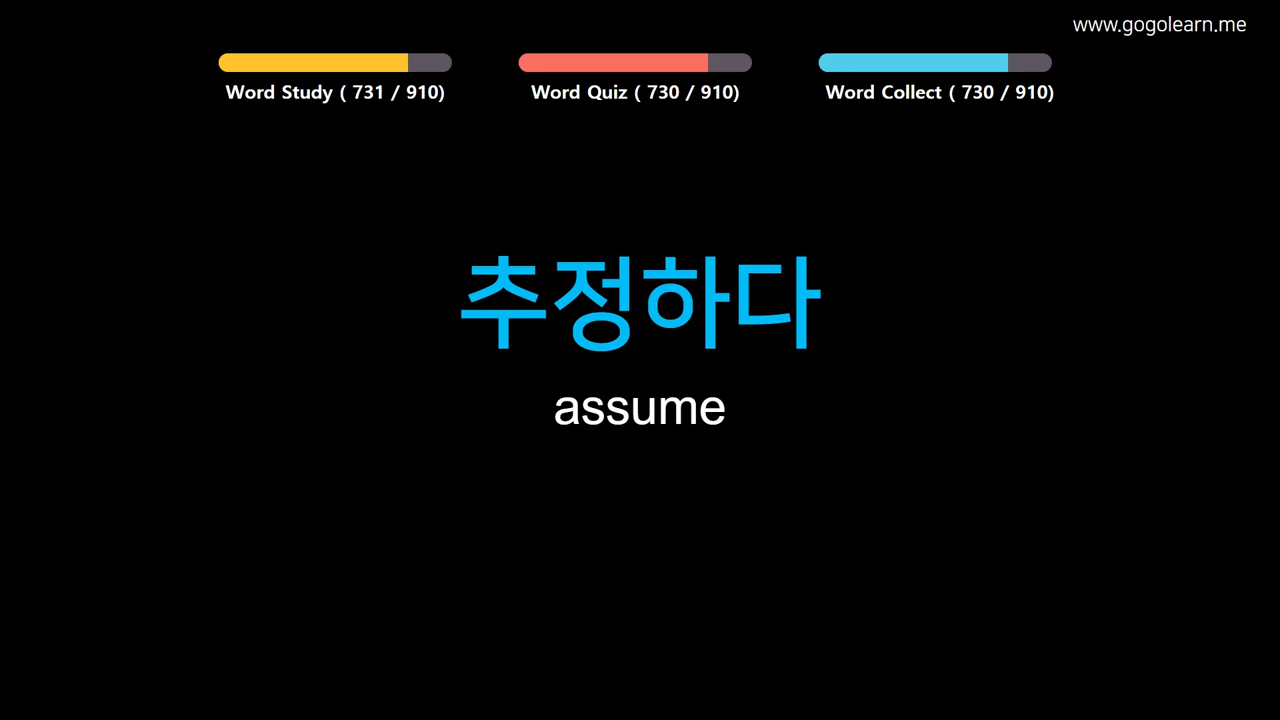 www.gogolearn.me
Word Study ( 731 / 910)
Word Quiz ( 730 / 910)
Word Collect ( 730 / 910)
추정하다
assume